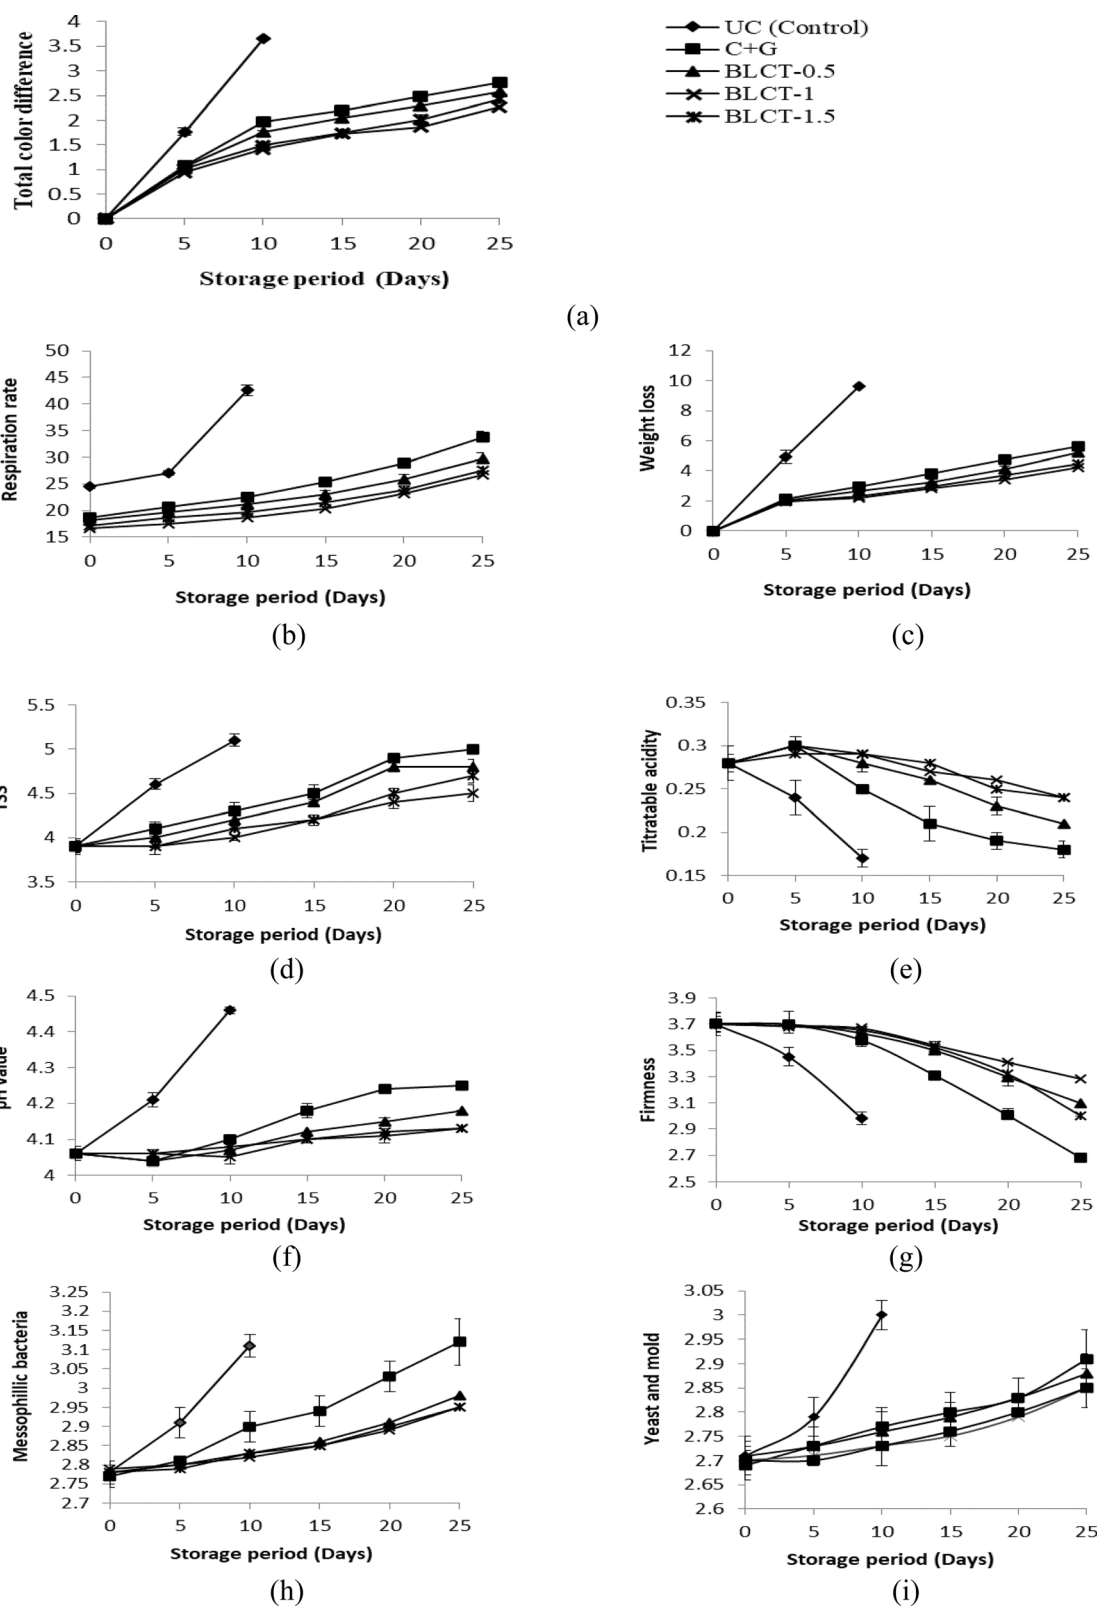 4
3.5
3
2.5
2
1.5
1
0.5
0
Total color difference
0 5 10 15 20 25
Storage period (Days)
UC (Control)
C+G
BLCT-0.5
BLCT-1
BLCT-1.5
(a)
50
45
40
35
30
25
20
15
Respiration rate
0 5 10 15 20 25
Storage period (Days)
(b)
12
10
8
6
4
2
0
Weight loss
0 5 10 15 20 25
Storage period (Days)
(c)
5.5
5
4.5
4
3.5
TSS
0 5 10 15 20 25
Storage period (Days)
(d)
0.35
0.3
0.25
0.2
0.15
Titratable acidity
0 5 10 15 20 25
Storage period (Days)
(e)
4.5
4.4
4.3
4.2
4.1
4
pH value
0 5 10 15 20 25
Storage period (Days)
(f)
3.9
3.7
3.5
3.3
3.1
2.9
2.7
2.5
Firmness
0 5 10 15 20 25
Storage period (Days)
(g)
3.25
3.2
3.15
3.1
3.05
3
2.95
2.9
2.85
2.8
2.75
2.7
Messophillic bacteria
0 5 10 15 20 25
Storage period (Days)
(h)
3.05
3
2.95
2.9
2.85
2.8
2.75
2.7
2.65
2.6
Yeast and mold
0 5 10 15 20 25
Storage period (Days)
(i)